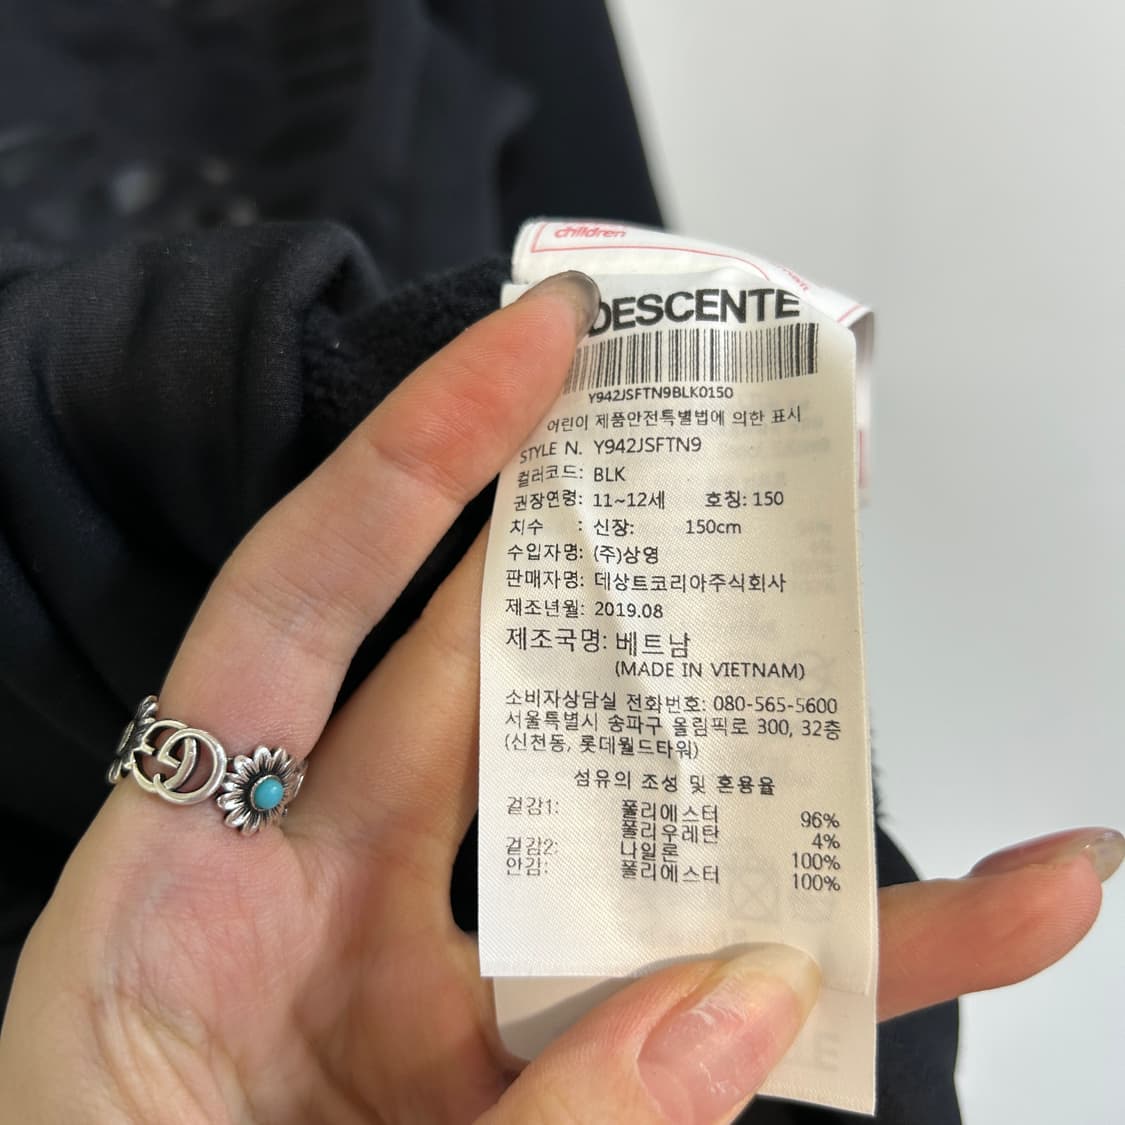 children
DESCENTE
Y942JSFTN9BLK0150
어린이 제품안전특별법에 의한 표시
STYLE N. Y942JSFTN9
컬러코드: BLK
권장연령: 11~12세 호칭: 150
치수 : 신장: 150cm
수입자명: (주)상영
판매자명: 데상트코리아주식회사
제조년월: 2019.08
제조국명: 베트남
(MADE IN VIETNAM)
소비자상담실 전화번호: 080-565-5600
서울특별시 송파구 올림픽로 300, 32층
(신천동, 롯데월드타워)
섬유의 조성 및 혼용율
겉감1: 폴리에스터 96%
폴리우레탄 4%
겉감2: 나일론 100%
안감: 폴리에스터 100%